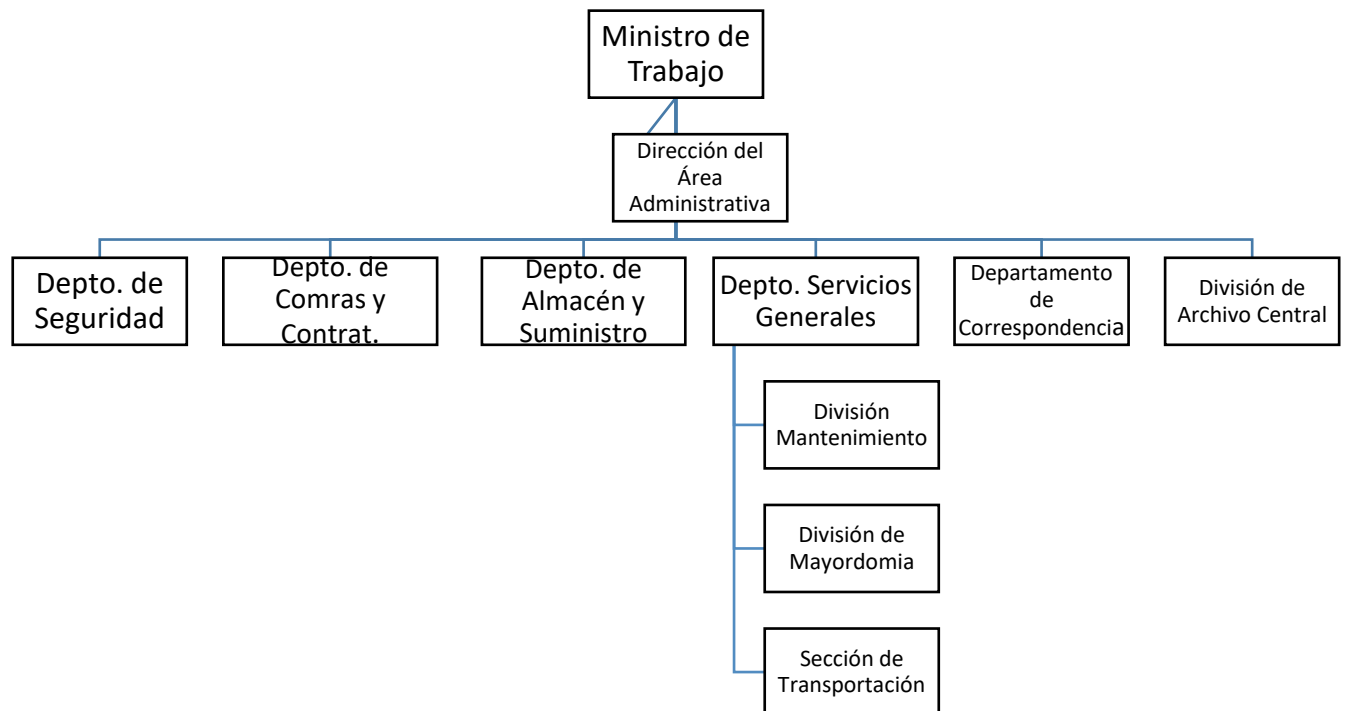 Ministro de
Trabajo
Dirección del
Área
Administrativa
Depto. de
Seguridad
Depto. de
Comras y
Contrat.
Depto. de
Almacén y
Suministro
Depto. Servicios
Generales
Departamento
de
Correspondencia
División de
Archivo Central
División
Mantenimiento
División de
Mayordomia
Sección de
Transportación